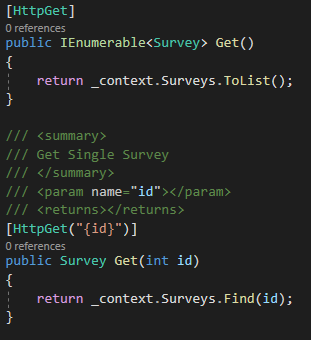 [HttpGet]
0 references
public IEnumerable<Survey> Get()
{
    return _context.Surveys.ToList();
}
/// <summary>
/// Get Single Survey
/// </summary>
/// <param name="id"></param>
/// <returns></returns>
[HttpGet("{id}")]
0 references
public Survey Get(int id)
{
    return _context.Surveys.Find(id);
}